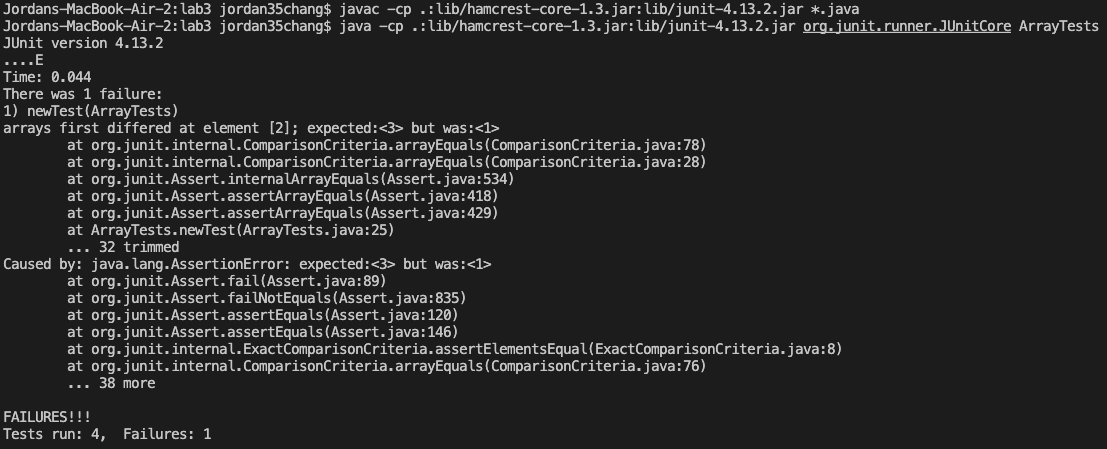 Jordans-MacBook-Air-2:lab3 jordan35chang$ javac -cp .:lib/hamcrest-core-1.3.jar:lib/junit-4.13.2.jar *.java
Jordans-MacBook-Air-2:lab3 jordan35chang$ java -cp .:lib/hamcrest-core-1.3.jar:lib/junit-4.13.2.jar org.junit.runner.JUnitCore ArrayTests
JUnit version 4.13.2
....E
Time: 0.044
There was 1 failure:
1) newTest(ArrayTests)
arrays first differed at element [2]; expected:<3> but was:<1>
        at org.junit.internal.ComparisonCriteria.arrayEquals(ComparisonCriteria.java:78)
        at org.junit.internal.ComparisonCriteria.arrayEquals(ComparisonCriteria.java:28)
        at org.junit.Assert.internalArrayEquals(Assert.java:534)
        at org.junit.Assert.assertArrayEquals(Assert.java:418)
        at org.junit.Assert.assertArrayEquals(Assert.java:429)
        at ArrayTests.newTest(ArrayTests.java:25)
        ... 32 trimmed
Caused by: java.lang.AssertionError: expected:<3> but was:<1>
        at org.junit.Assert.fail(Assert.java:89)
        at org.junit.Assert.failNotEquals(Assert.java:835)
        at org.junit.Assert.assertEquals(Assert.java:120)
        at org.junit.Assert.assertEquals(Assert.java:146)
        at org.junit.internal.ExactComparisonCriteria.assertElementsEqual(ExactComparisonCriteria.java:8)
        at org.junit.internal.ComparisonCriteria.arrayEquals(ComparisonCriteria.java:76)
        ... 38 more

FAILURES!!!
Tests run: 4,  Failures: 1